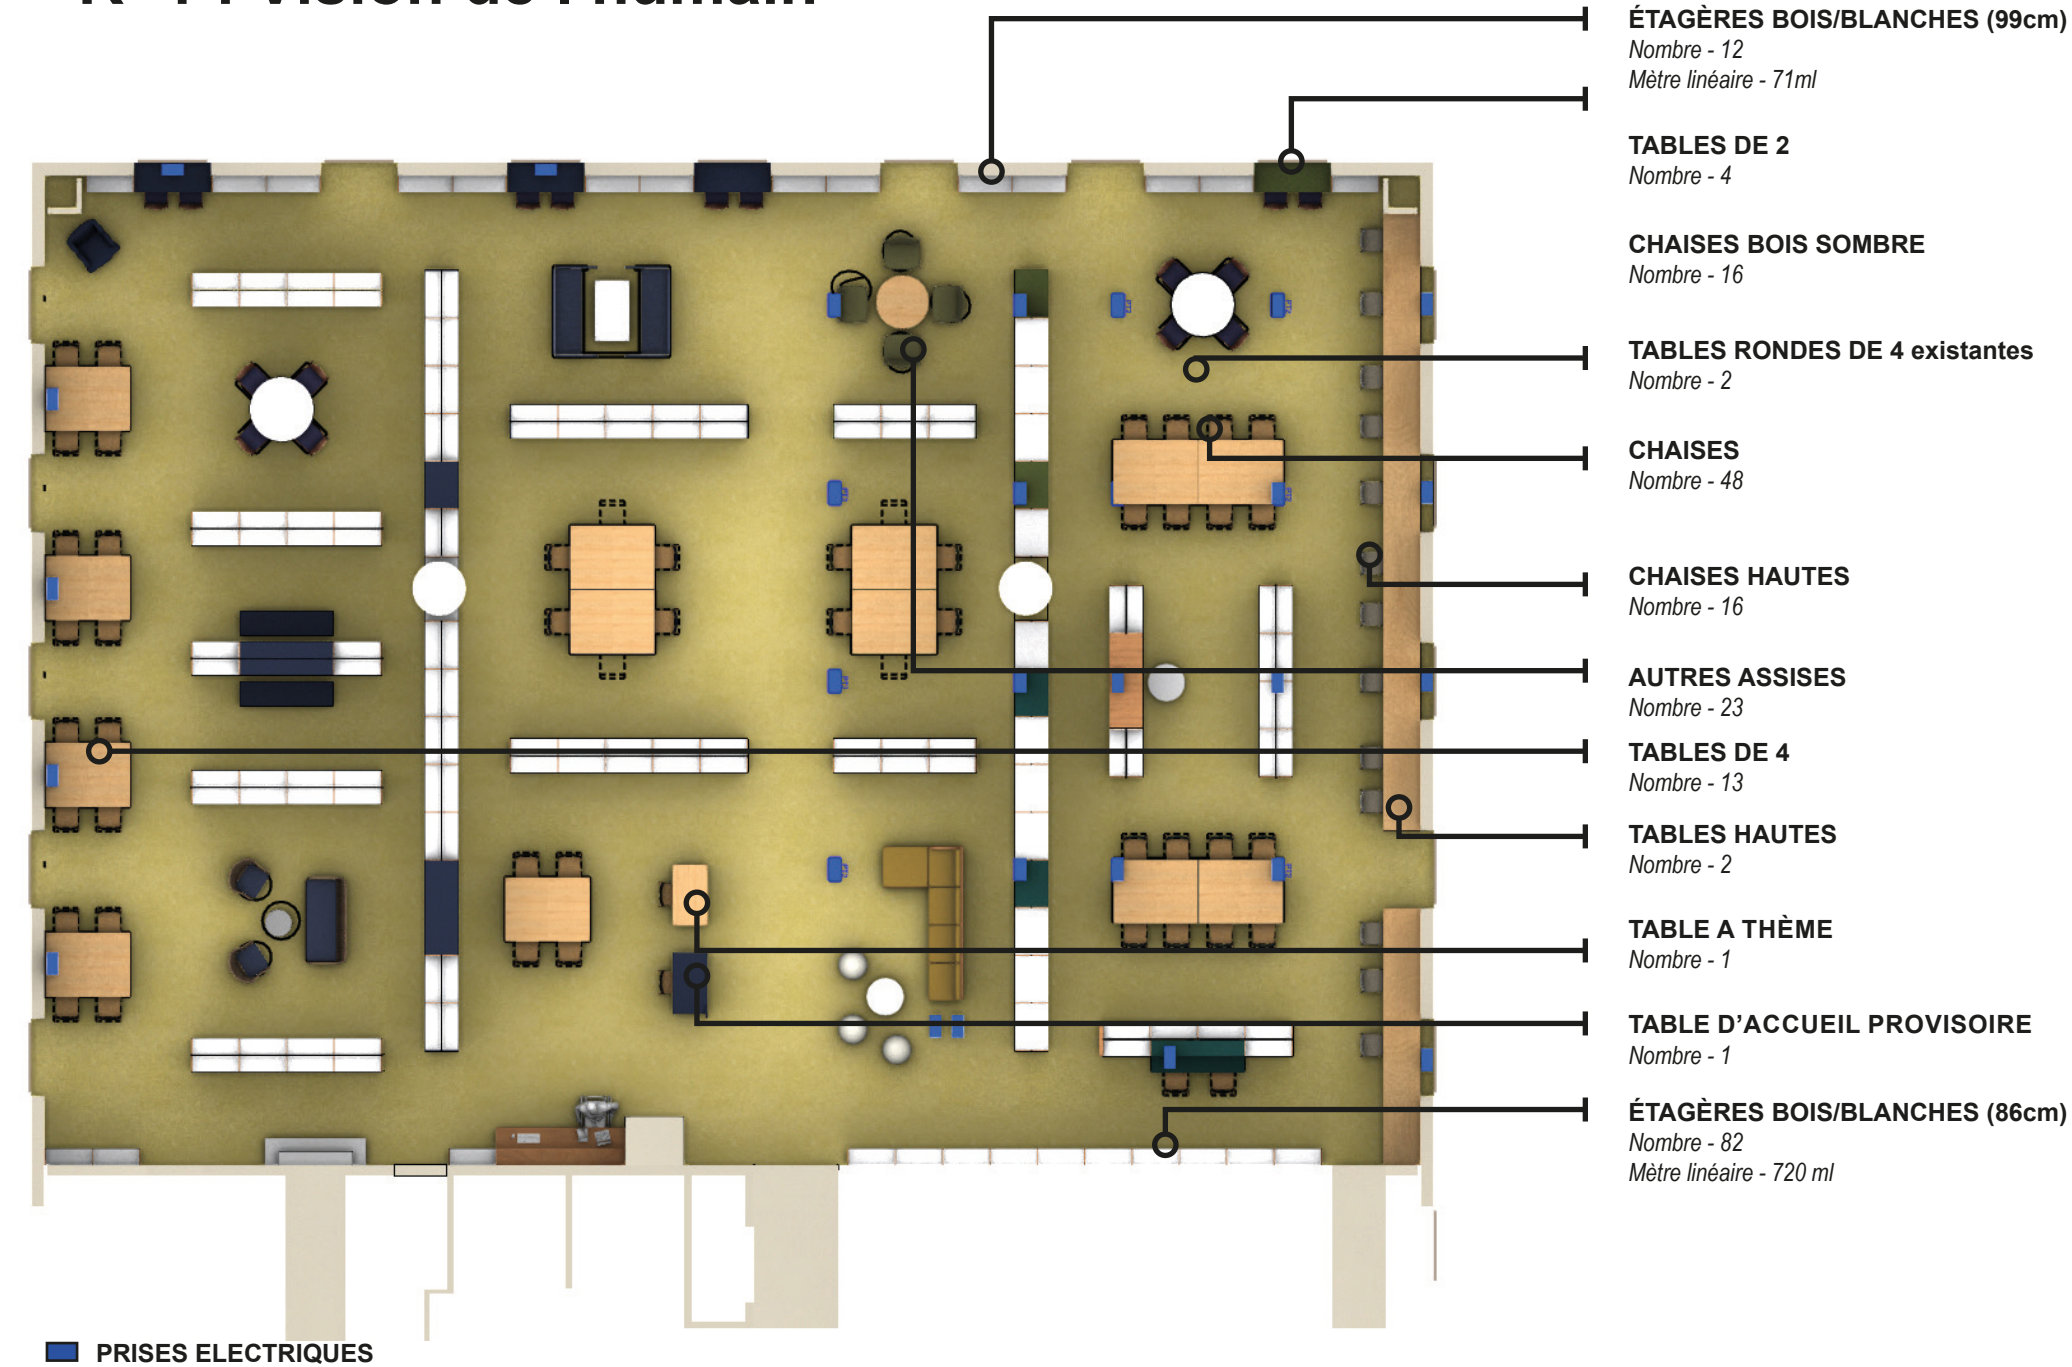 ÉTAGÈRES BOIS/BLANCHES (99cm)
Nombre - 12
Mètre linéaire - 71ml
TABLES DE 2
Nombre - 4
CHAISES BOIS SOMBRE
Nombre - 16
TABLES RONDES DE 4 existantes
Nombre - 2
CHAISES
Nombre - 48
CHAISES HAUTES
Nombre - 16
AUTRES ASSISES
Nombre - 23
TABLES DE 4
Nombre - 13
TABLES HAUTES
Nombre - 2
TABLE A THÈME
Nombre - 1
TABLE D'ACCUEIL PROVISOIRE
Nombre - 1
ÉTAGÈRES BOIS/BLANCHES (86cm)
Nombre - 82
Mètre linéaire - 720 ml
PRISES ELECTRIQUES